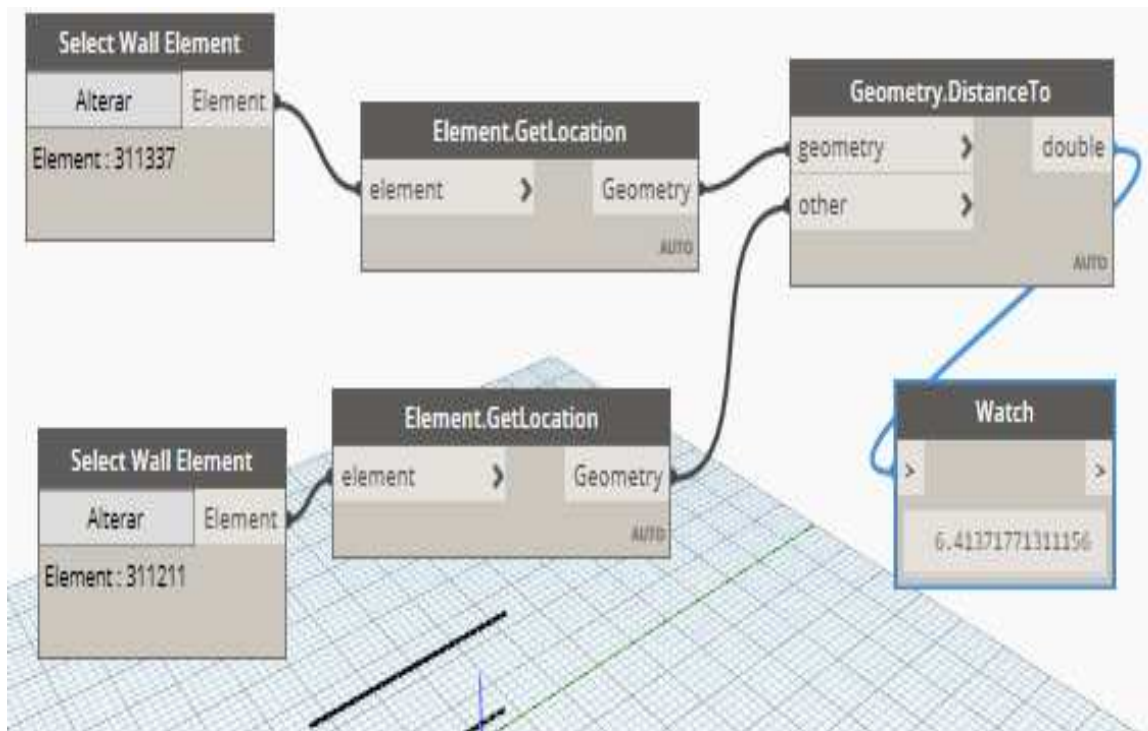 Select Wall Element
Alterar
Element
Element : 311337
Element.GetLocation
element >
Geometry
AUTO
Geometry.DistanceTo
geometry >
double
other >
AUTO
Select Wall Element
Alterar
Element
Element : 311211
Element.GetLocation
element >
Geometry
AUTO
Watch
> >
6.41371771311156